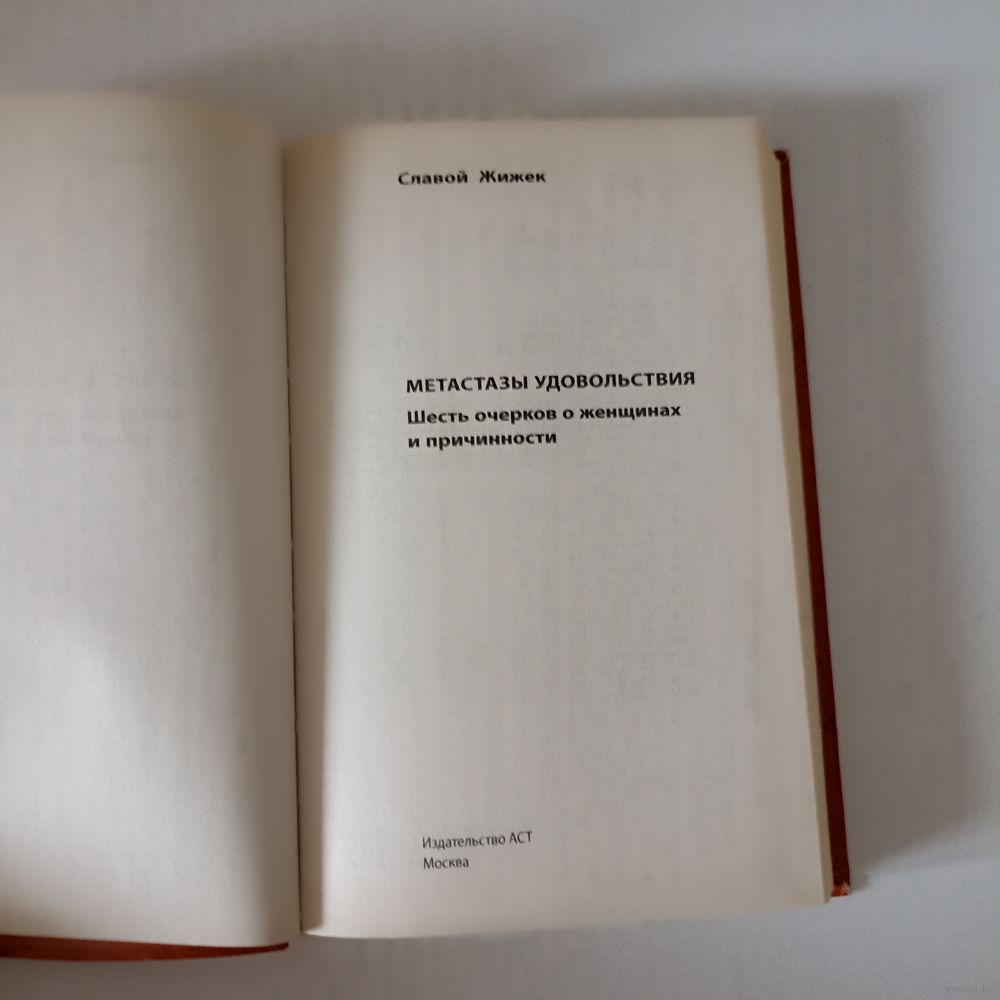 Славой Жижек
МЕТАСТАЗЫ УДОВОЛЬСТВИЯ
Шесть очерков о женщинах
и причинности
Издательство АСТ
Москва